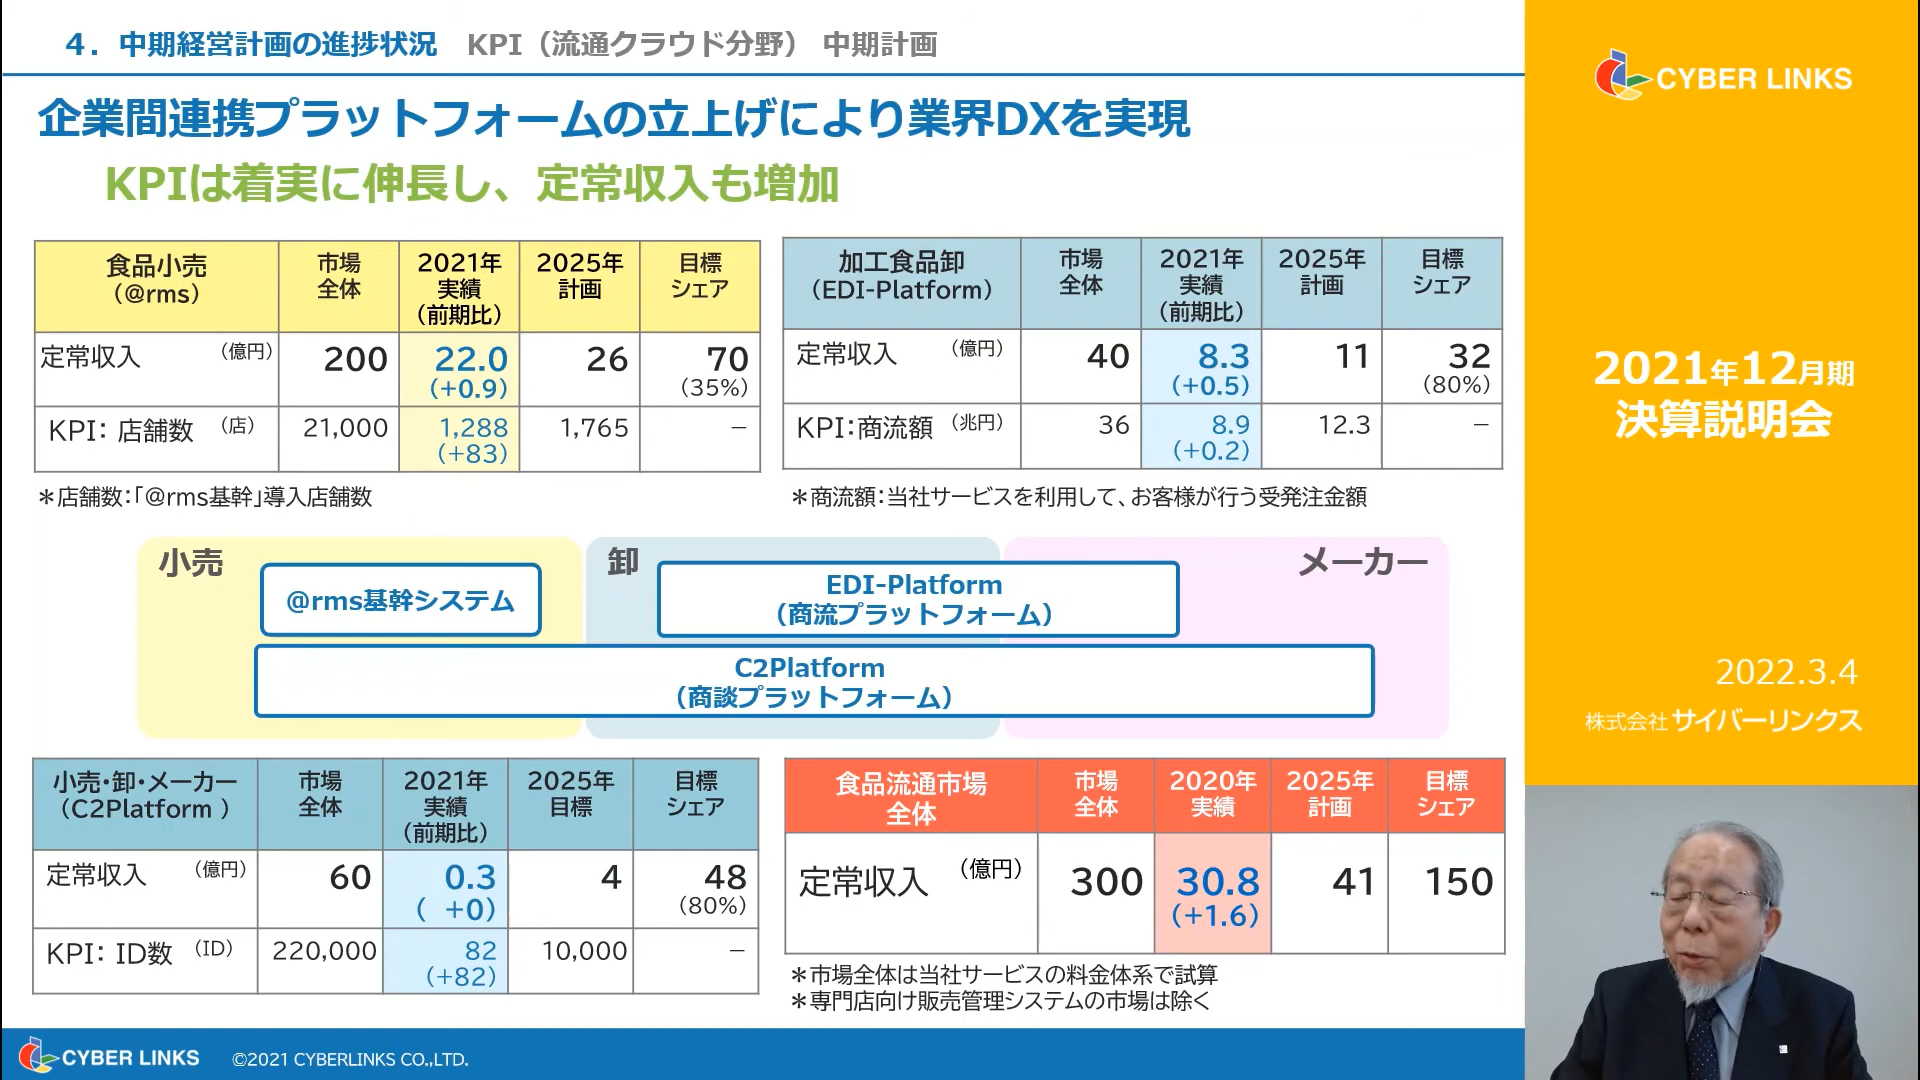 4．中期経営計画の進捗状況　KPI（流通クラウド分野） 中期計画
企業間連携プラットフォームの立上げにより業界DXを実現
KPIは着実に伸長し、定常収入も増加
食品小売
（@rms）
市場
全体
2021年
実績
（前期比）
2025年
計画
目標
シェア
定常収入 （億円） 200 22.0 26 70
(+0.9) (35%)
KPI： 店舗数 （店） 21,000 1,288 1,765 －
(+83)
＊店舗数：「@rms基幹」導入店舗数
加工食品卸
（EDI-Platform）
市場
全体
2021年
実績
（前期比）
2025年
計画
目標
シェア
定常収入 （億円） 40 8.3 11 32
(+0.5) (80%)
KPI：商流額 （兆円） 36 8.9 12.3 －
(+0.2)
＊商流額：当社サービスを利用して、お客様が行う受発注金額
小売
卸
メーカー
@rms基幹システム
EDI-Platform
（商流プラットフォーム）
C2Platform
（商談プラットフォーム）
小売・卸・メーカー
（C2Platform ）
市場
全体
2021年
実績
（前期比）
2025年
目標
目標
シェア
定常収入 （億円） 60 0.3 4 48
( +0) (80%)
KPI： ID数 （ID） 220,000 82 10,000 －
(+82)
食品流通市場
全体
市場
全体
2020年
実績
2025年
計画
目標
シェア
定常収入 （億円） 300 30.8 41 150
(+1.6)
＊市場全体は当社サービスの料金体系で試算
＊専門店向け販売管理システムの市場は除く
CYBER LINKS ©2021 CYBERLINKS CO.,LTD.
CYBER LINKS
2021年12月期
決算説明会
2022.3.4
株式会社サイバーリンクス